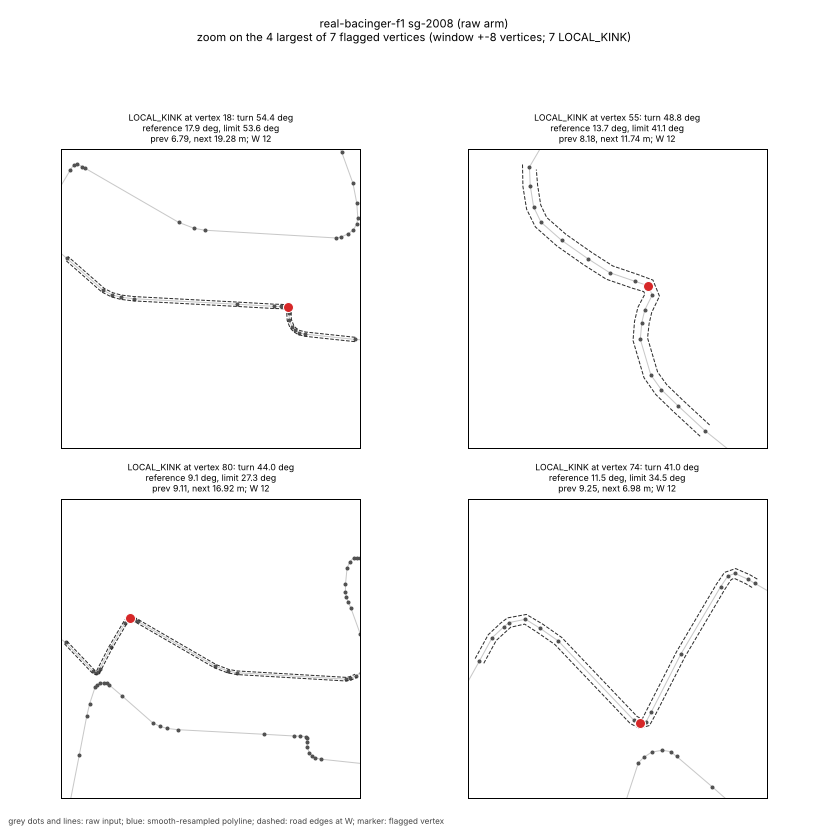 real-bacinger-f1 sg-2008 (raw arm)
zoom on the 4 largest of 7 flagged vertices (window +-8 vertices; 7 LOCAL_KINK)
LOCAL_KINK at vertex 18: turn 54.4 deg
reference 17.9 deg, limit 53.6 deg
prev 6.79, next 19.28 m; W 12
LOCAL_KINK at vertex 55: turn 48.8 deg
reference 13.7 deg, limit 41.1 deg
prev 8.18, next 11.74 m; W 12
LOCAL_KINK at vertex 80: turn 44.0 deg
reference 9.1 deg, limit 27.3 deg
prev 9.11, next 16.92 m; W 12
LOCAL_KINK at vertex 74: turn 41.0 deg
reference 11.5 deg, limit 34.5 deg
prev 9.25, next 6.98 m; W 12
grey dots and lines: raw input; blue: smooth-resampled polyline; dashed: road edges at W; marker: flagged vertex